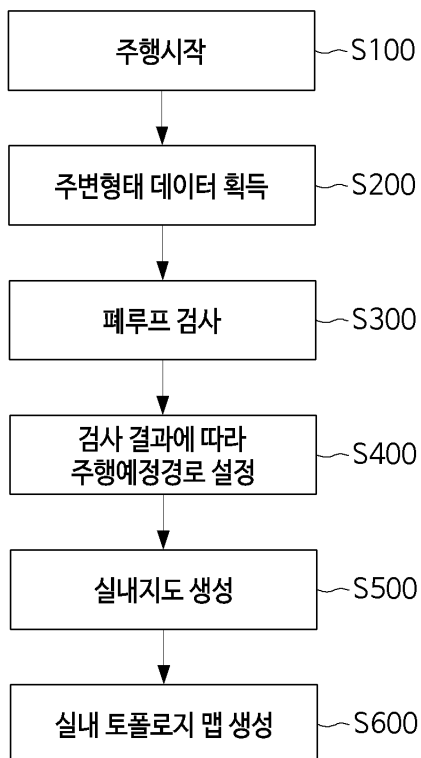 주행시작
S100
주변형태 데이터 획득
S200
폐루프 검사
S300
검사 결과에 따라
주행예정경로 설정
S400
실내지도 생성
S500
실내 토폴로지 맵 생성
S600